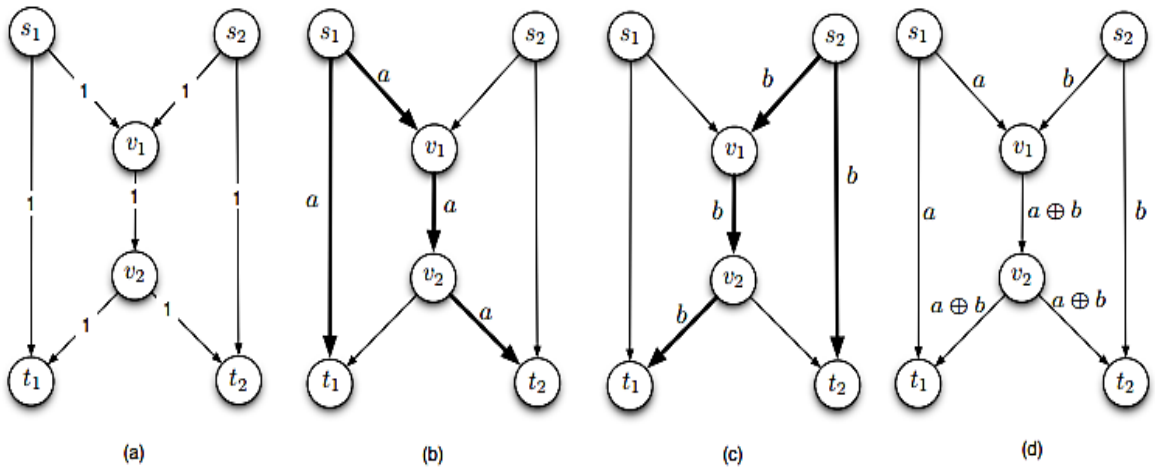 s₁ s₂ s₁ s₂ s₁ s₂ s₁ s₂
1 1 a b a b
v₁ v₁ v₁ v₁
1 1 1 a a b b a a ⊕ b b
v₂ v₂ v₂ v₂
1 1 a b a ⊕ b a ⊕ b
t₁ t₂ t₁ t₂ t₁ t₂ t₁ t₂
(a) (b) (c) (d)